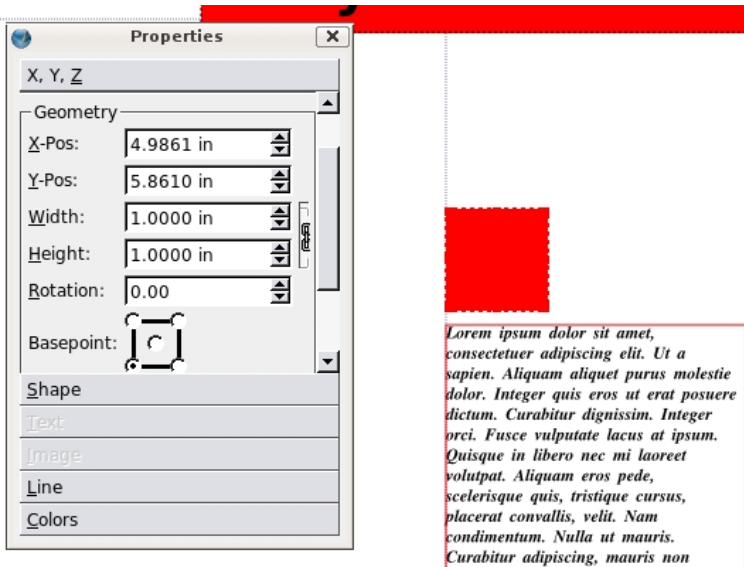 Properties
X, Y, Z
Geometry
X-Pos: 4.9861 in
Y-Pos: 5.8610 in
Width: 1.0000 in
Height: 1.0000 in
Rotation: 0.00
Basepoint:
Shape
Text
Image
Line
Colors
Lorem ipsum dolor sit amet,
consectetuer adipiscing elit. Ut a
sapien. Aliquam aliquet purus molestie
dolor. Integer quis eros ut erat posuere
dictum. Curabitur dignissim. Integer
orci. Fusce vulputate lacus at ipsum.
Quisque in libero nec mi laoreet
volutpat. Aliquam eros pede,
scelerisque quis, tristique cursus,
placerat convallis, velit. Nam
condimentum. Nulla ut mauris.
Curabitur adipiscing, mauris non